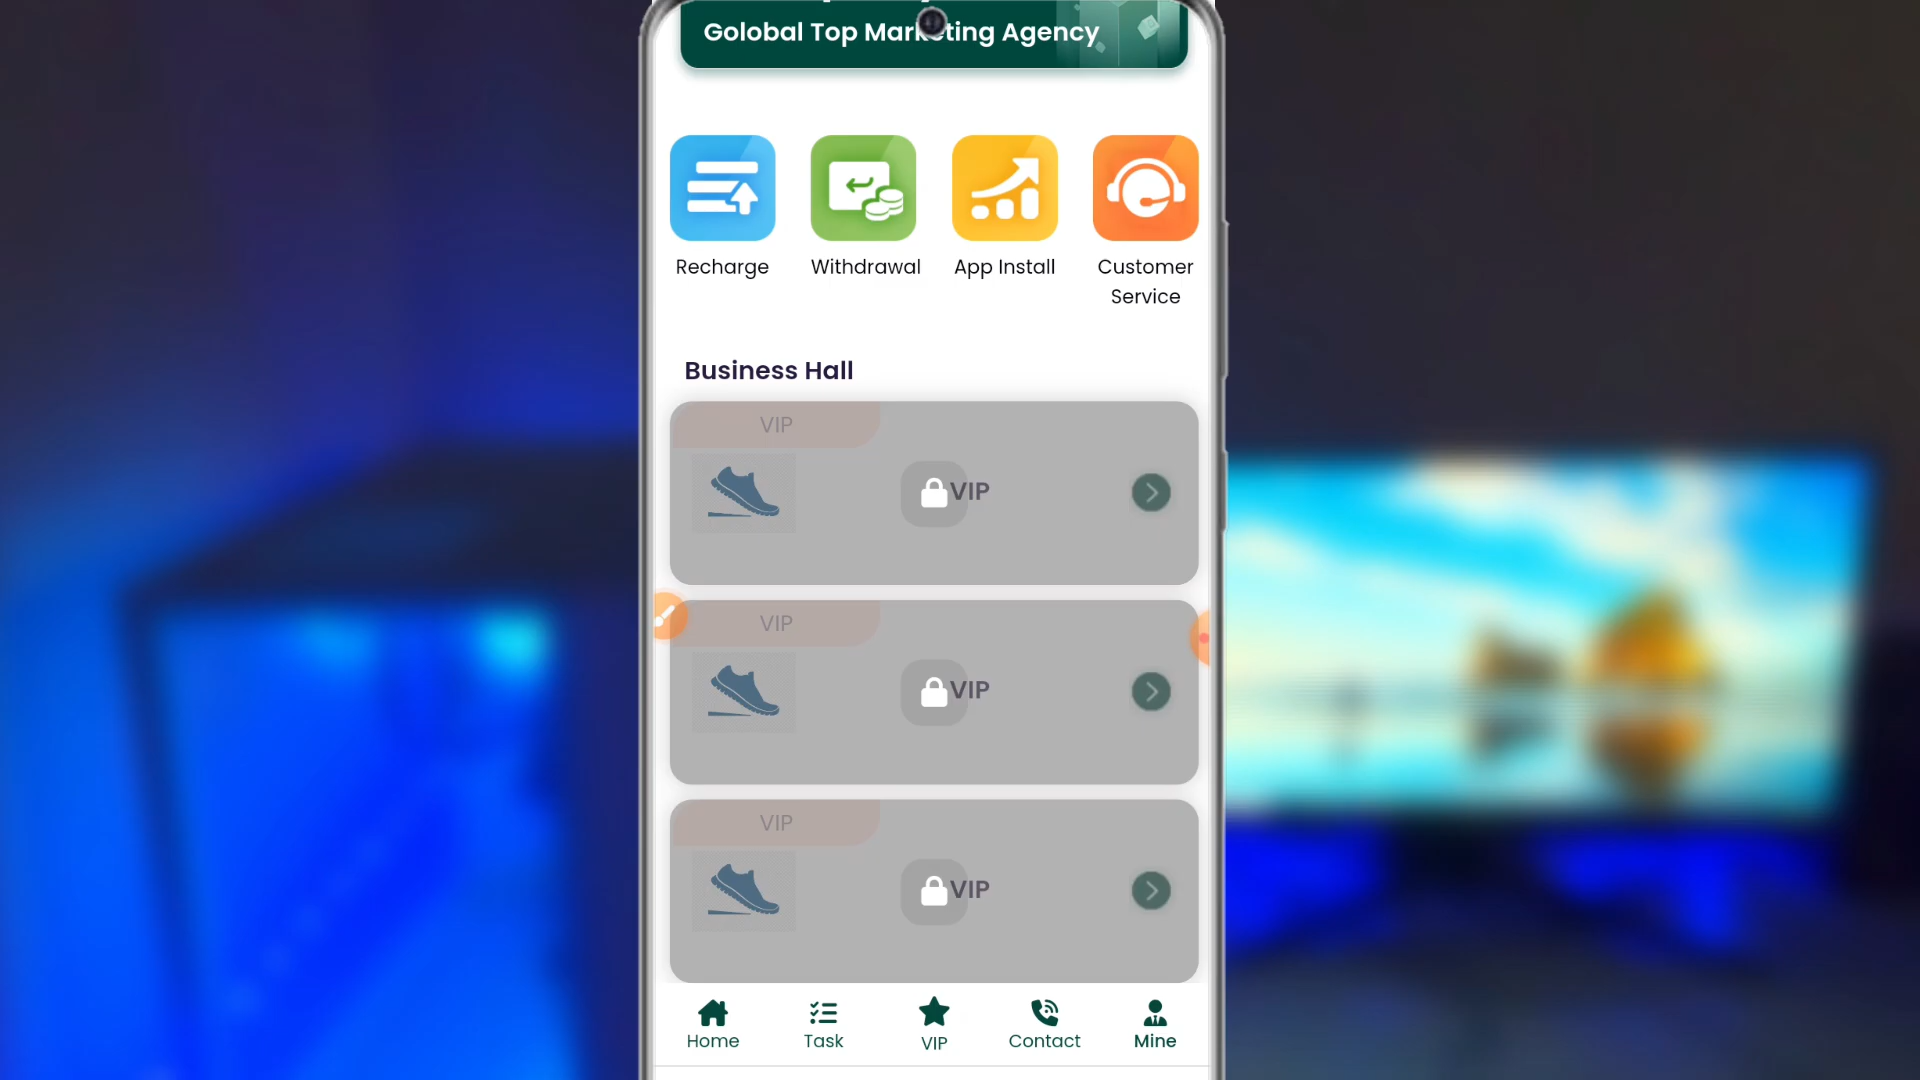 Golobal Top Marketing Agency
Recharge
Withdrawal
App Install
Customer
Service
Business Hall
VIP
VIP
VIP
VIP
VIP
VIP
Home
Task
VIP
Contact
Mine